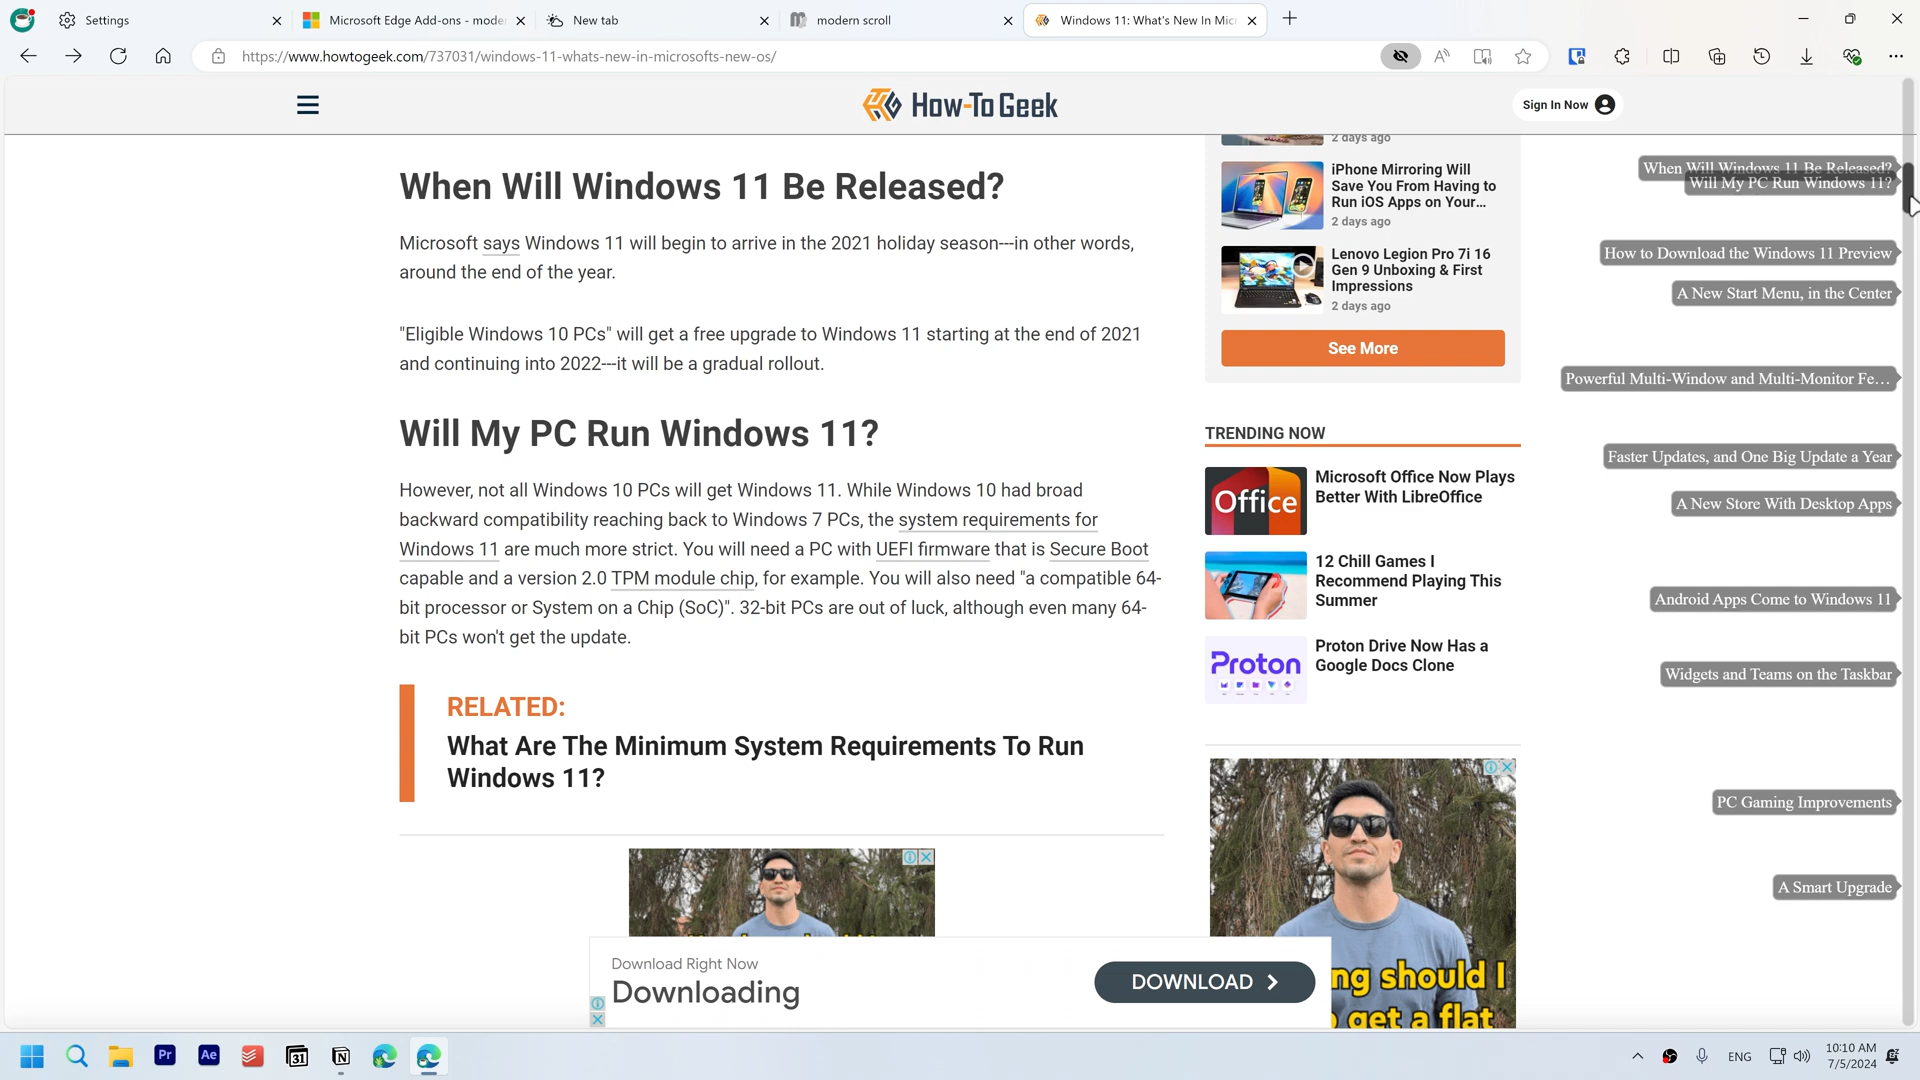 Settings
Microsoft Edge Add-ons - mode
New tab
modern scroll
Windows 11: What's New In Micr
https://www.howtogeek.com/737031/windows-11-whats-new-in-microsofts-new-os/
How-To Geek
Sign In Now
When Will Windows 11 Be Released?
Microsoft says Windows 11 will begin to arrive in the 2021 holiday season---in other words,
around the end of the year.
"Eligible Windows 10 PCs" will get a free upgrade to Windows 11 starting at the end of 2021
and continuing into 2022---it will be a gradual rollout.
Will My PC Run Windows 11?
However, not all Windows 10 PCs will get Windows 11. While Windows 10 had broad
backward compatibility reaching back to Windows 7 PCs, the system requirements for
Windows 11 are much more strict. You will need a PC with UEFI firmware that is Secure Boot
capable and a version 2.0 TPM module chip, for example. You will also need "a compatible 64-
bit processor or System on a Chip (SoC)". 32-bit PCs are out of luck, although even many 64-
bit PCs won't get the update.
RELATED:
What Are The Minimum System Requirements To Run
Windows 11?
2 days ago
iPhone Mirroring Will
Save You From Having to
Run iOS Apps on Your...
2 days ago
Lenovo Legion Pro 7i 16
Gen 9 Unboxing & First
Impressions
2 days ago
See More
TRENDING NOW
Office
Microsoft Office Now Plays
Better With LibreOffice
12 Chill Games I
Recommend Playing This
Summer
Proton
Proton Drive Now Has a
Google Docs Clone
When Will Windows 11 Be Released?
Will My PC Run Windows 11?
How to Download the Windows 11 Preview
A New Start Menu, in the Center
Powerful Multi-Window and Multi-Monitor Fe...
Faster Updates, and One Big Update a Year
A New Store With Desktop Apps
Android Apps Come to Windows 11
Widgets and Teams on the Taskbar
PC Gaming Improvements
A Smart Upgrade
Download Right Now
Downloading
DOWNLOAD
ng should I
get a flat
Pr
Ae
31
ENG
10:10 AM
7/5/2024